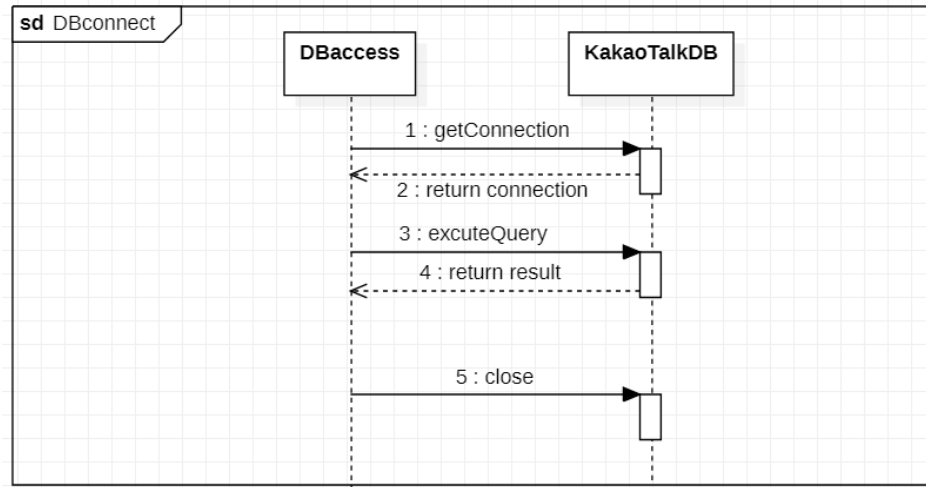 sd DBconnect
DBaccess
KakaoTalkDB
1 : getConnection
2 : return connection
3 : excuteQuery
4 : return result
5 : close